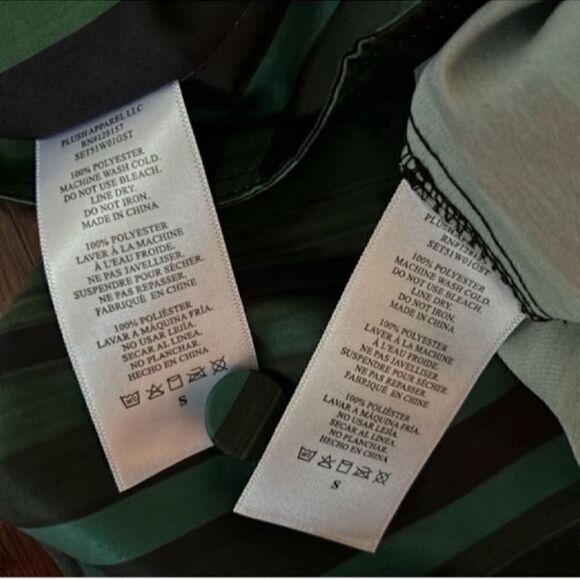 PLUSH APPAREL LLC
RN#128157
SET51W01GST
100% POLYESTER
MACHINE WASH COLD.
DO NOT USE BLEACH.
LINE DRY.
DO NOT IRON.
MADE IN CHINA
100% POLYESTER
LAVER À LA MACHINE
À L'EAU FROIDE.
NE PAS JAVELLISER.
SUSPENDRE POUR SÉCHER.
NE PAS REPASSER.
FABRIQUÉ EN CHINE
100% POLIÉSTER
LAVAR A MÁQUINA FRÍA.
NO USAR LEJÍA.
SECAR AL LINEA.
NO PLANCHAR.
HECHO EN CHINA
S
PLUSH
RN#128
SET51W01GST
100% POLYESTER
MACHINE WASH COLD.
DO NOT USE BLEACH.
LINE DRY.
DO NOT IRON.
MADE IN CHINA
100% POLYESTER
LAVER À LA MACHINE
À L'EAU FROIDE.
NE PAS JAVELLISER.
SUSPENDRE POUR SÉCHER.
NE PAS REPASSER.
FABRIQUÉ EN CHINE
100% POLIÉSTER
LAVAR A MÁQUINA FRÍA.
NO USAR LEJÍA.
SECAR AL LINEA.
NO PLANCHAR.
HECHO EN CHINA
S